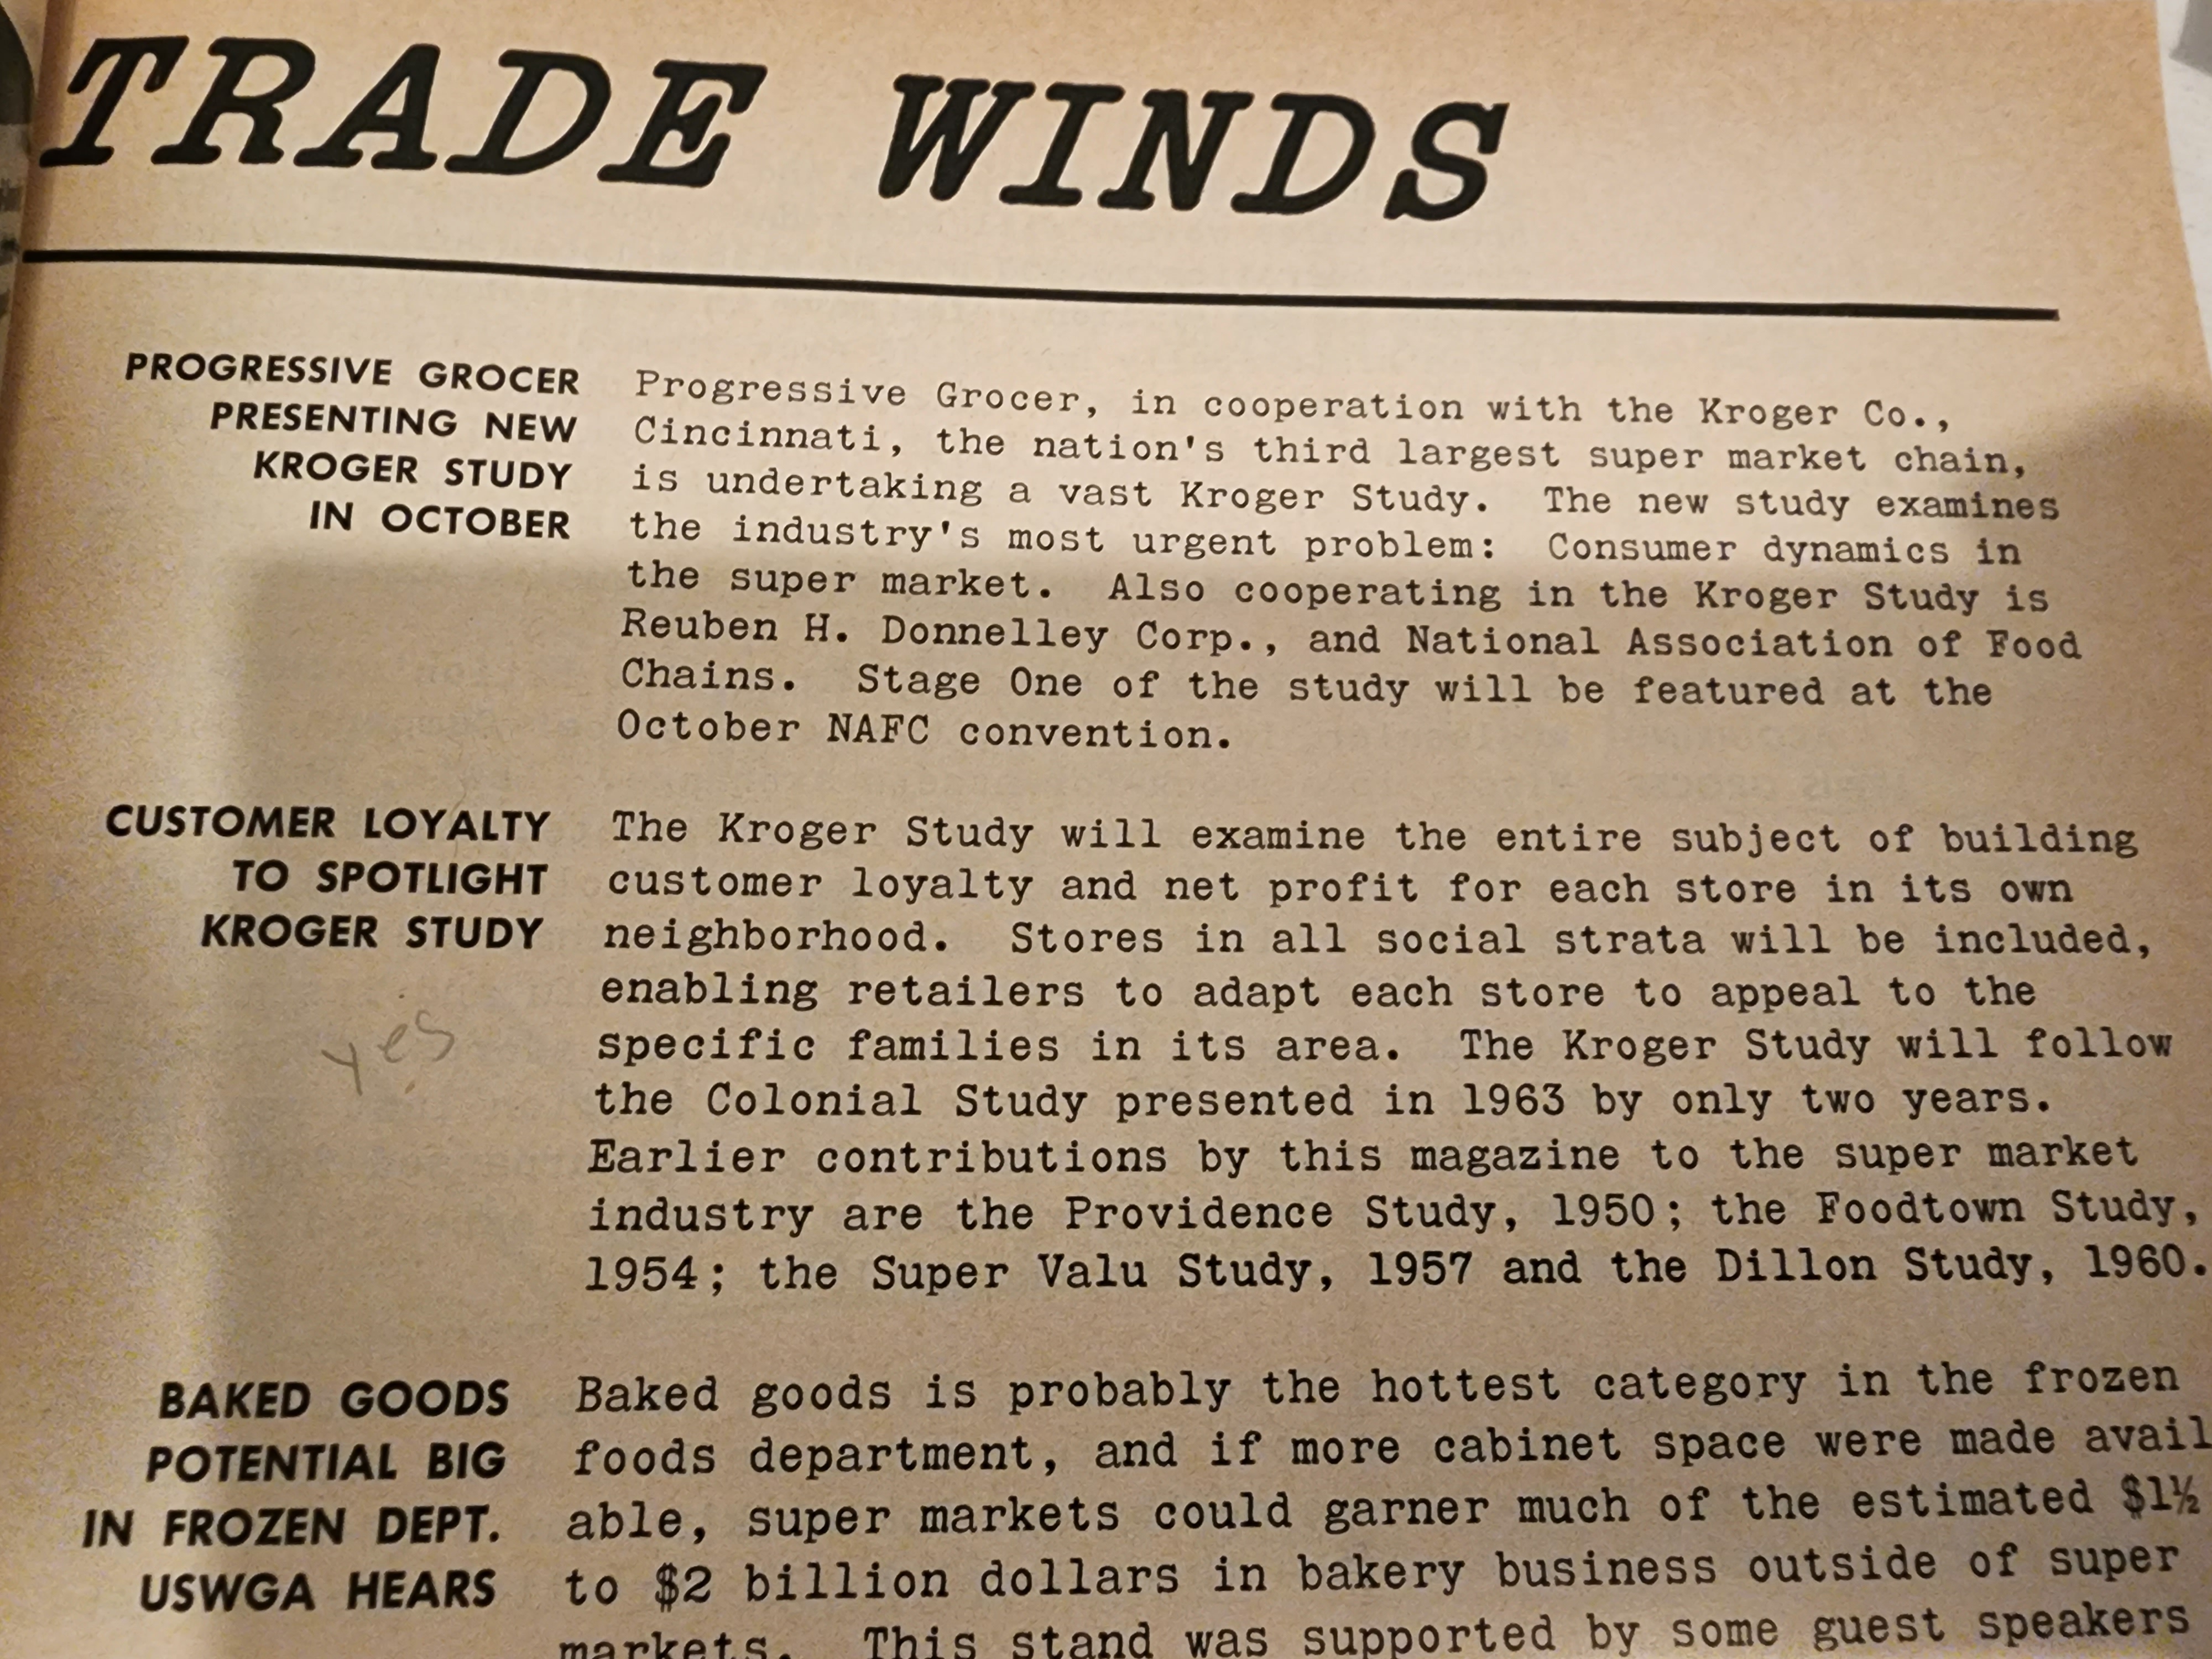 TRADE WINDS
PROGRESSIVE GROCER
PRESENTING NEW
KROGER STUDY
IN OCTOBER
Progressive Grocer, in cooperation with the Kroger Co.,
Cincinnati, the nation's third largest super market chain,
is undertaking a vast Kroger Study. The new study examines
the industry's most urgent problem: Consumer dynamics in
the super market. Also cooperating in the Kroger Study is
Reuben H. Donnelley Corp., and National Association of Food
Chains. Stage One of the study will be featured at the
October NAFC convention.
CUSTOMER LOYALTY
TO SPOTLIGHT
KROGER STUDY
yes
The Kroger Study will examine the entire subject of building
customer loyalty and net profit for each store in its own
neighborhood. Stores in all social strata will be included,
enabling retailers to adapt each store to appeal to the
specific families in its area. The Kroger Study will follow
the Colonial Study presented in 1963 by only two years.
Earlier contributions by this magazine to the super market
industry are the Providence Study, 1950; the Foodtown Study,
1954; the Super Valu Study, 1957 and the Dillon Study, 1960.
BAKED GOODS
POTENTIAL BIG
IN FROZEN DEPT.
USWGA HEARS
Baked goods is probably the hottest category in the frozen
foods department, and if more cabinet space were made avail
able, super markets could garner much of the estimated $1½
to $2 billion dollars in bakery business outside of super
markets. This stand was supported by some guest speakers